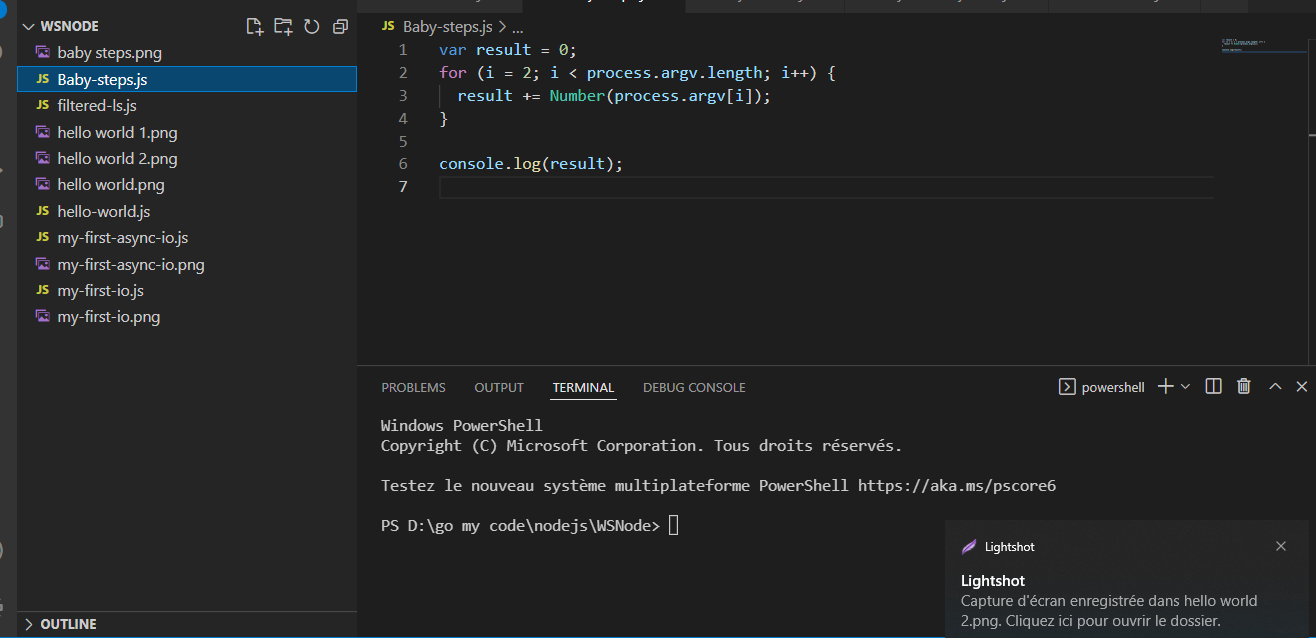 WSNODE
baby steps.png
JS Baby-steps.js
JS filtered-ls.js
hello world 1.png
hello world 2.png
hello world.png
JS hello-world.js
JS my-first-async-io.js
my-first-async-io.png
JS my-first-io.js
my-first-io.png
OUTLINE
JS Baby-steps.js > ...
1 var result = 0;
2 for (i = 2; i < process.argv.length; i++) {
3 result += Number(process.argv[i]);
4 }
5
6 console.log(result);
7
PROBLEMS OUTPUT TERMINAL DEBUG CONSOLE powershell
Windows PowerShell
Copyright (C) Microsoft Corporation. Tous droits réservés.
Testez le nouveau système multiplateforme PowerShell https://aka.ms/pscore6
PS D:\go my code\nodejs\WSNode>
Lightshot
Lightshot
Capture d'écran enregistrée dans hello world
2.png. Cliquez ici pour ouvrir le dossier.